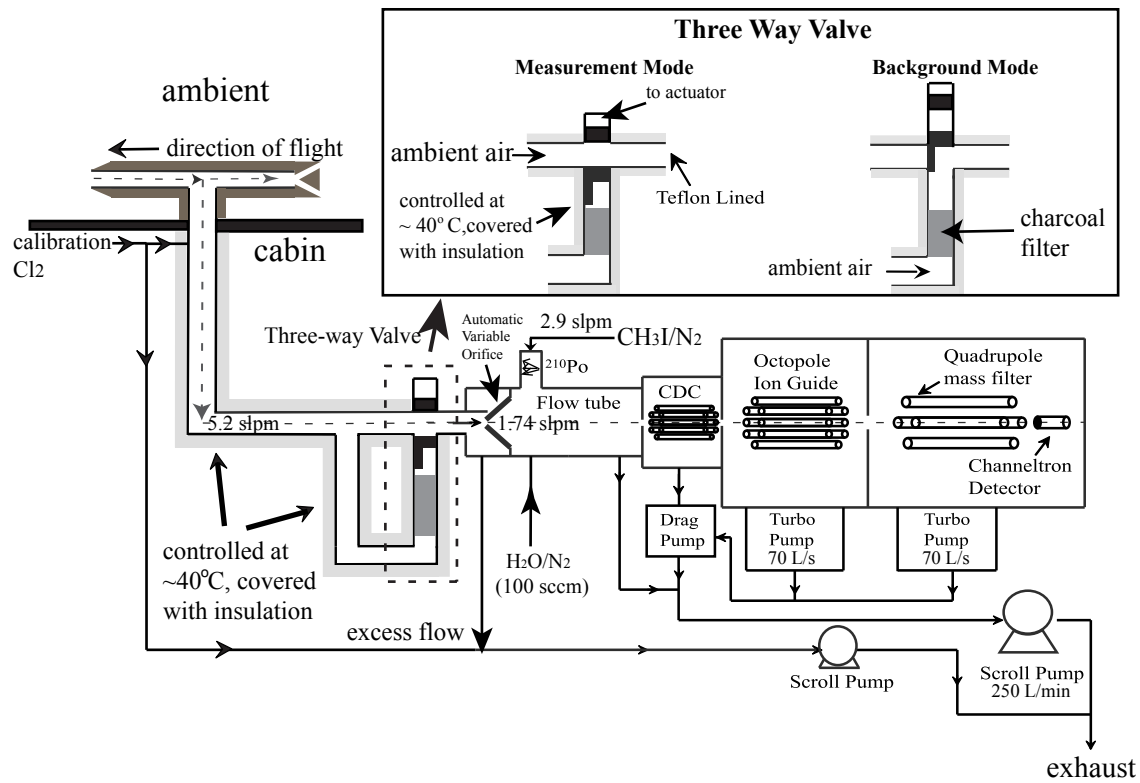 Three Way Valve
Measurement Mode
to actuator
ambient air
Teflon Lined
controlled at
~ 40° C,covered
with insulation
Background Mode
charcoal
filter
ambient air
ambient
direction of flight
calibration
Cl2
cabin
Three-way Valve
Automatic
Variable
Orifice
2.9 slpm
CH3I/N2
210Po
Flow tube
5.2 slpm
1.74 slpm
CDC
Octopole
Ion Guide
Quadrupole
mass filter
Channeltron
Detector
controlled at
~40°C, covered
with insulation
H2O/N2
(100 sccm)
Drag
Pump
Turbo
Pump
70 L/s
Turbo
Pump
70 L/s
excess flow
Scroll Pump
Scroll Pump
250 L/min
exhaust